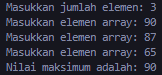 Masukkan jumlah elemen: 3
Masukkan elemen array: 90
Masukkan elemen array: 87
Masukkan elemen array: 65
Nilai maksimum adalah: 90